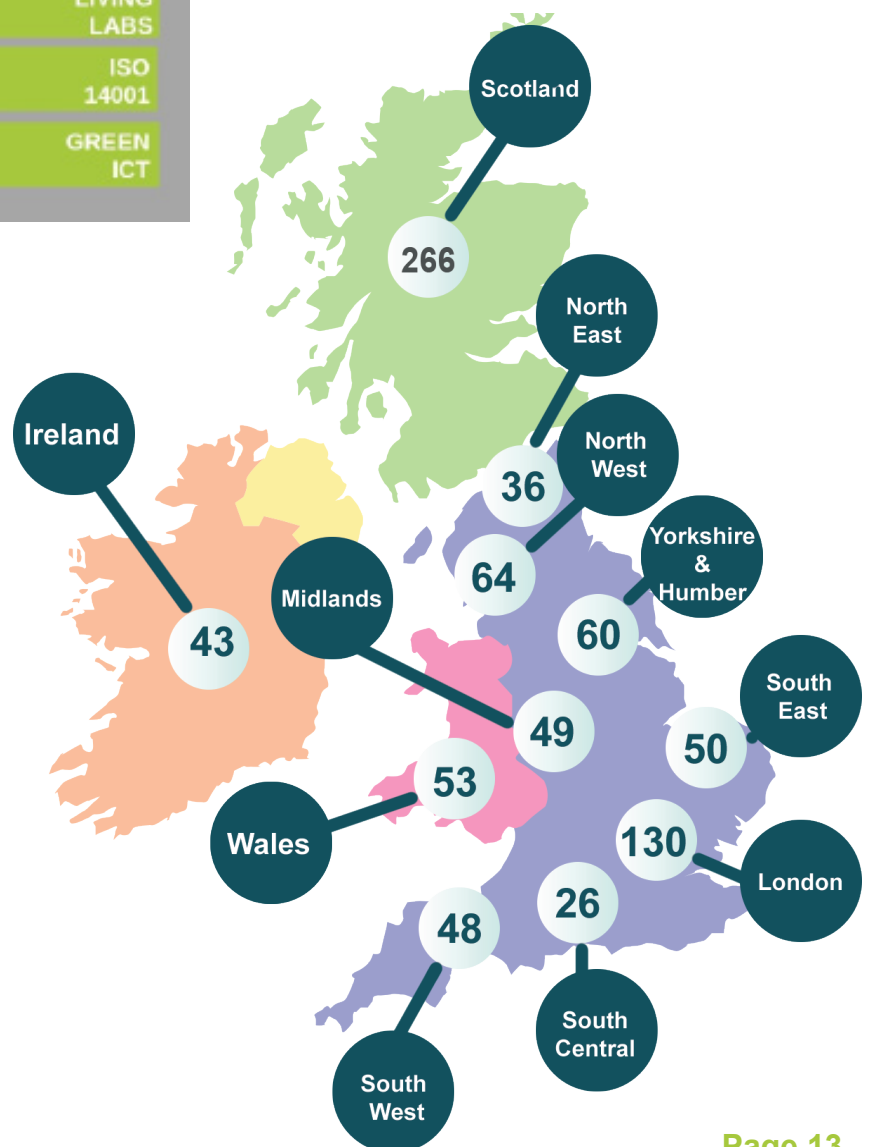 LIVING
LABS
ISO
14001
GREEN
ICT
Scotland
266
North
East
Ireland
North
West
36
Yorkshire
&
Humber
64
Midlands
43
60
South
East
49
50
53
Wales
130
London
26
48
South
Central
South
West
Page 13